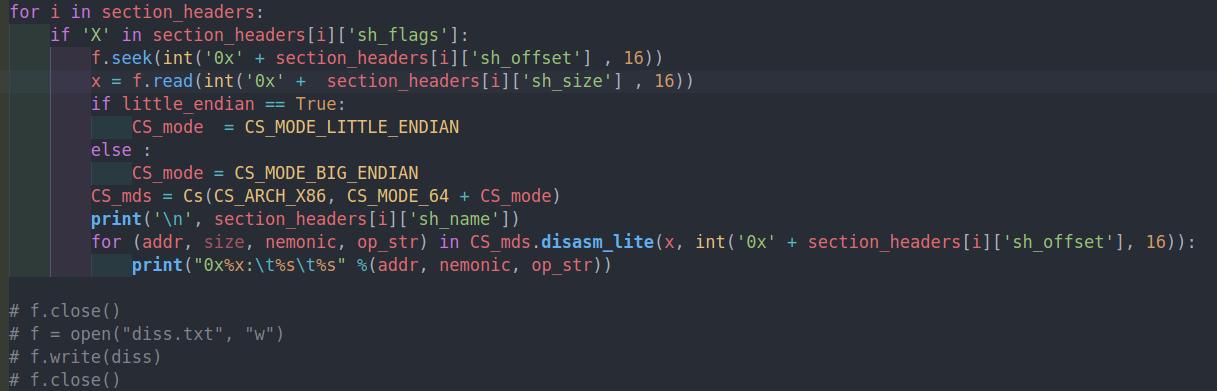 for i in section_headers:
    if 'X' in section_headers[i]['sh_flags']:
        f.seek(int('0x' + section_headers[i]['sh_offset'] , 16))
        x = f.read(int('0x' +  section_headers[i]['sh_size'] , 16))
        if little_endian == True:
            CS_mode  = CS_MODE_LITTLE_ENDIAN
        else :
            CS_mode = CS_MODE_BIG_ENDIAN
        CS_mds = Cs(CS_ARCH_X86, CS_MODE_64 + CS_mode)
        print('\n', section_headers[i]['sh_name'])
        for (addr, size, nemonic, op_str) in CS_mds.disasm_lite(x, int('0x' + section_headers[i]['sh_offset'], 16)):
            print("0x%x:\t%s\t%s" %(addr, nemonic, op_str))

# f.close()
# f = open("diss.txt", "w")
# f.write(diss)
# f.close()